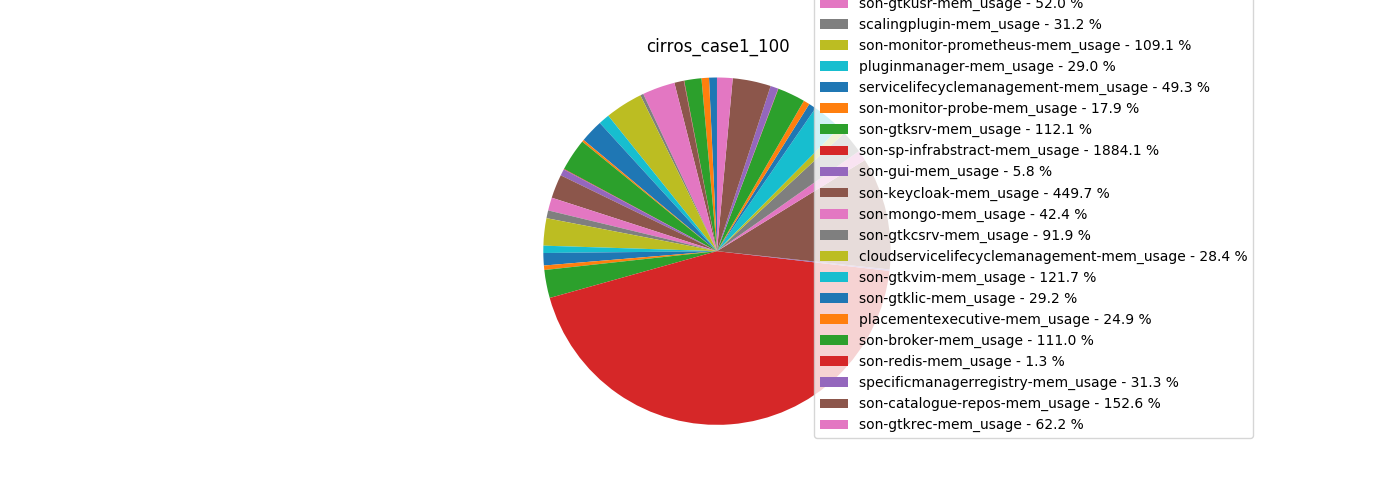 son-gtkusr-mem_usage - 52.0 %
scalingplugin-mem_usage - 31.2 %
cirros_case1_100
son-monitor-prometheus-mem_usage - 109.1 %
pluginmanager-mem_usage - 29.0 %
servicelifecyclemanagement-mem_usage - 49.3 %
son-monitor-probe-mem_usage - 17.9 %
son-gtksrv-mem_usage - 112.1 %
son-sp-infrabstract-mem_usage - 1884.1 %
son-gui-mem_usage - 5.8 %
son-keycloak-mem_usage - 449.7 %
son-mongo-mem_usage - 42.4 %
son-gtkcsrv-mem_usage - 91.9 %
cloudservicelifecyclemanagement-mem_usage - 28.4 %
son-gtkvim-mem_usage - 121.7 %
son-gtklic-mem_usage - 29.2 %
placementexecutive-mem_usage - 24.9 %
son-broker-mem_usage - 111.0 %
son-redis-mem_usage - 1.3 %
specificmanagerregistry-mem_usage - 31.3 %
son-catalogue-repos-mem_usage - 152.6 %
son-gtkrec-mem_usage - 62.2 %